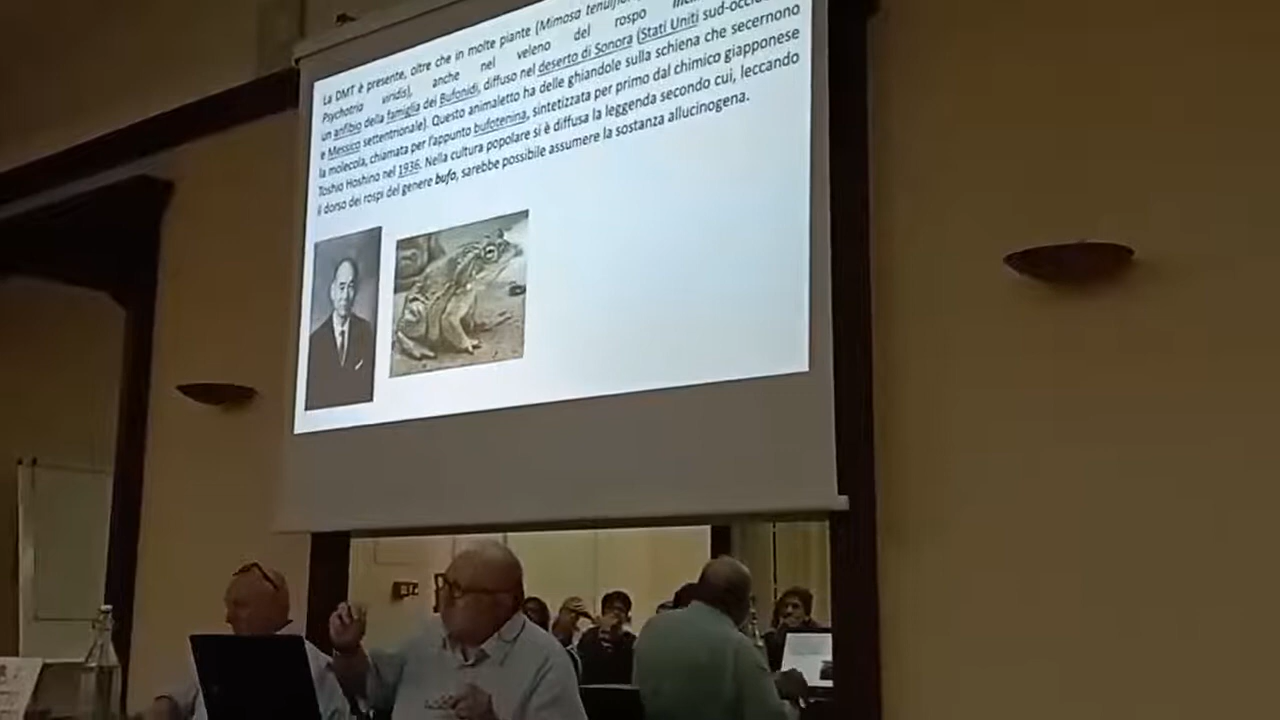 La DMT è presente, oltre che in molte piante (Mimosa
Psychotria viridis), anche nel veleno del rospo
un anfibio della famiglia dei Bufonidi, diffuso nel deserto di Sonora (Stati Uniti
e Messico settentrionale). Questo animaletto ha delle ghiandole sulla schiena che secernono
la molecola, chiamata per l'appunto bufotenina, sintetizzata per primo dal chimico giapponese
Toshio Hoshino nel 1936. Nella cultura popolare si è diffusa la leggenda secondo cui, leccando
il dorso dei rospi del genere bufo, sarebbe possibile assumere la sostanza allucinogena.